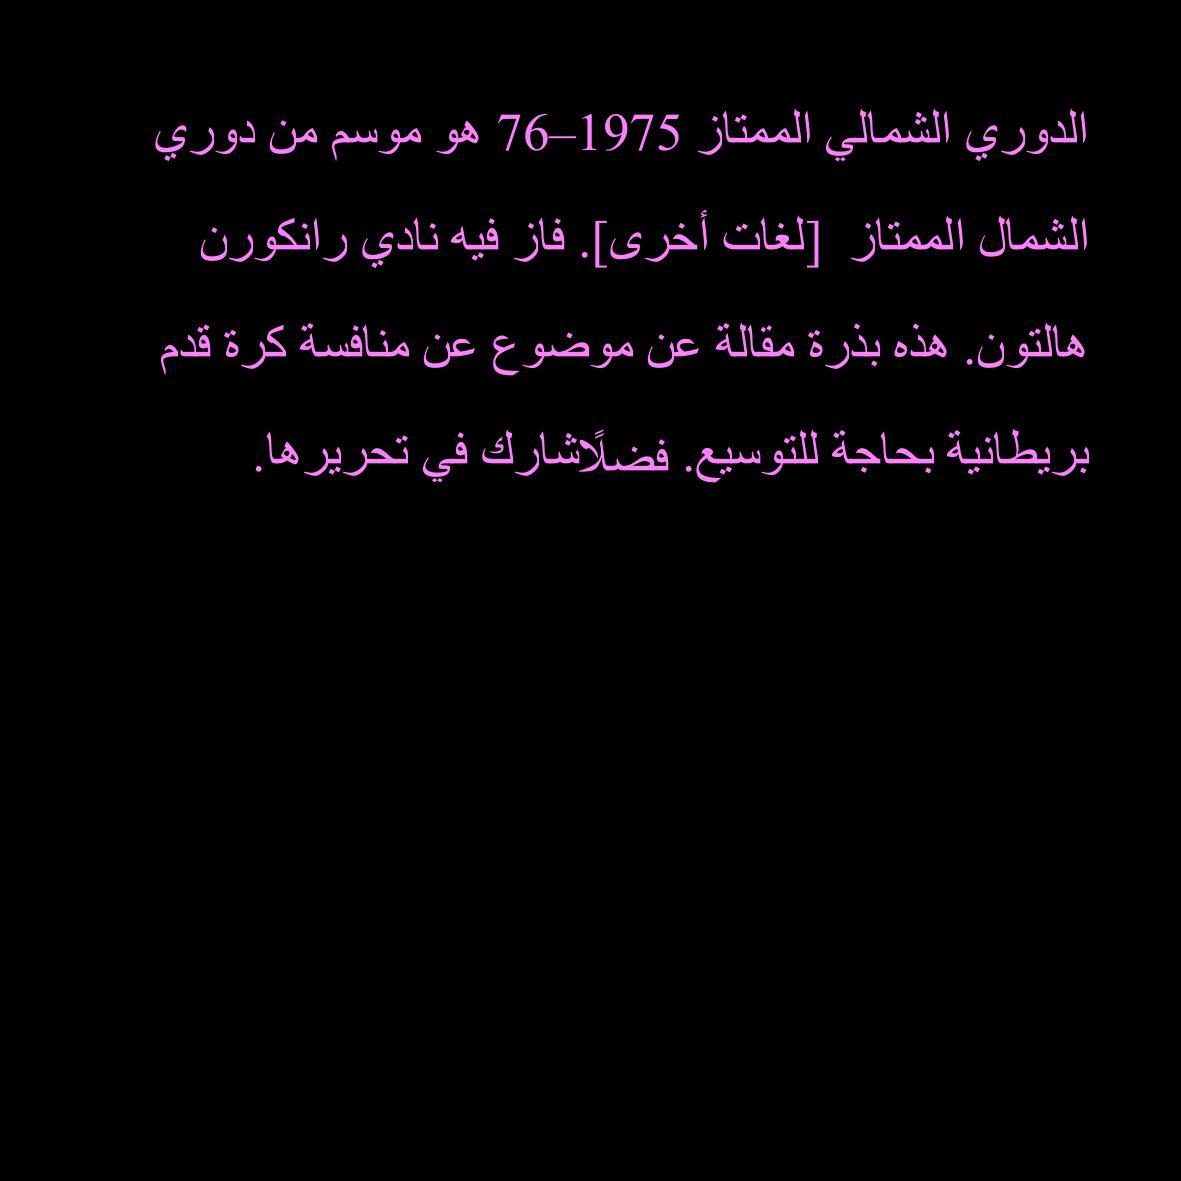 الدوري الشمالي الممتاز 1975–76 هو موسم من دوري
الشمال الممتاز  [لغات أخرى]. فاز فيه نادي رانكورن
هالتون. هذه بذرة مقالة عن موضوع عن منافسة كرة قدم
بريطانية بحاجة للتوسيع. فضلًاشارك في تحريرها.